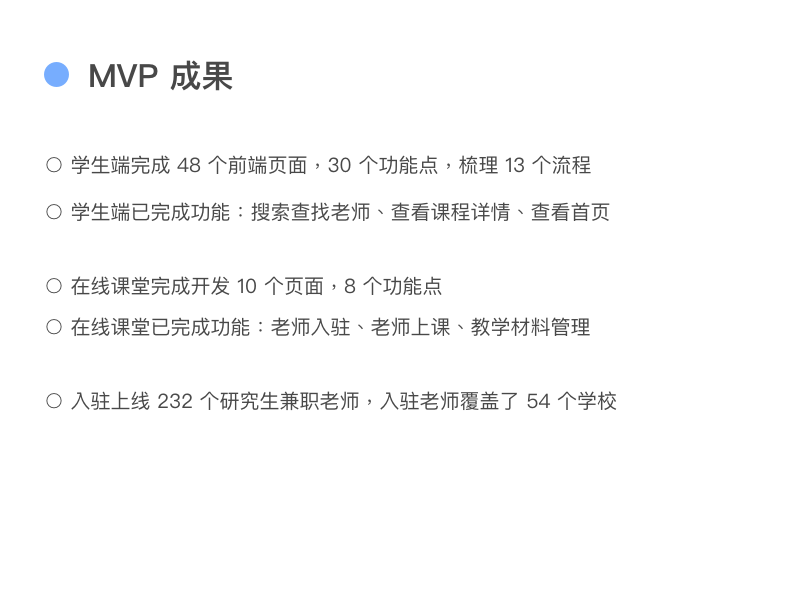 MVP 成果
○ 学生端完成 48 个前端页面，30 个功能点，梳理 13 个流程
○ 学生端已完成功能：搜索查找老师、查看课程详情、查看首页
○ 在线课堂完成开发 10 个页面，8 个功能点
○ 在线课堂已完成功能：老师入驻、老师上课、教学材料管理
○ 入驻上线 232 个研究生兼职老师，入驻老师覆盖了 54 个学校